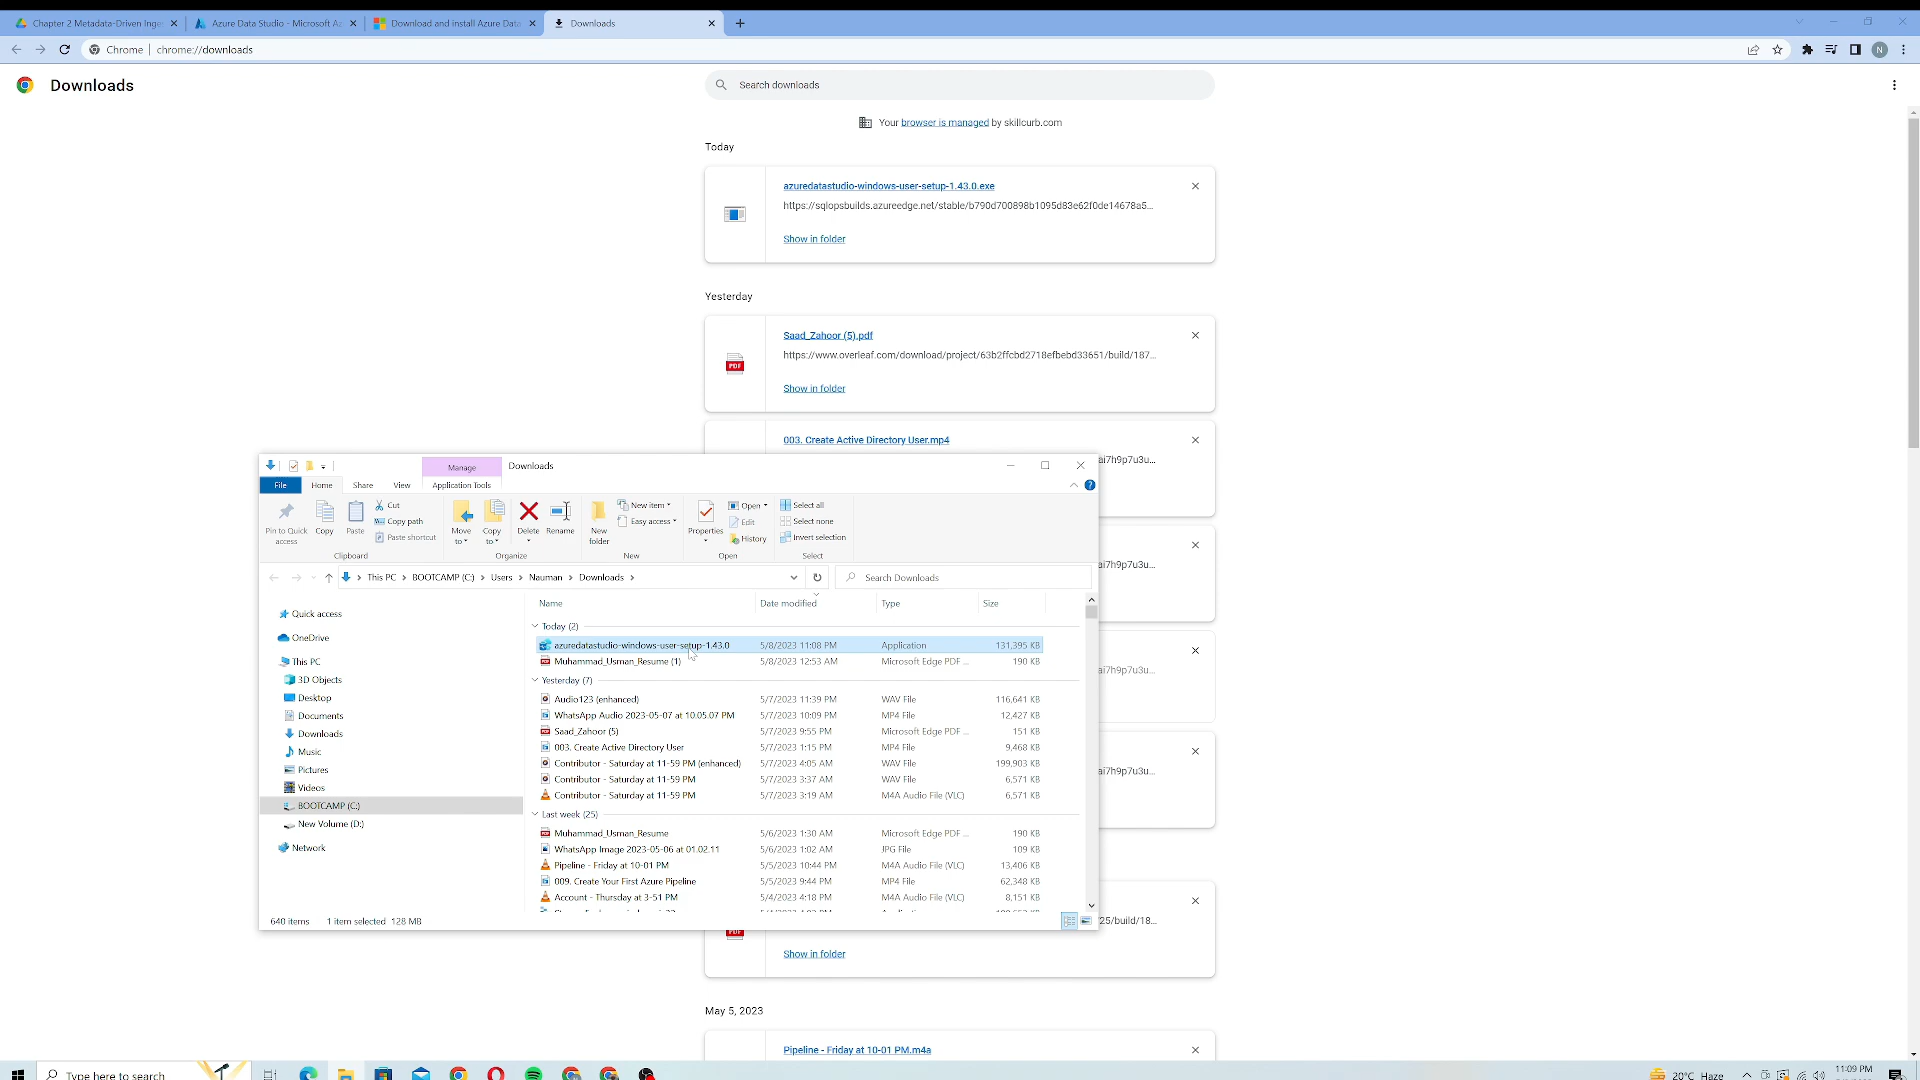 Chapter 2 Metadata-Driven Inge
Azure Data Studio - Microsoft Az
Download and install Azure Data
Downloads
Chrome
chrome://downloads
N
Downloads
Search downloads
Your browser is managed by skillcurb.com
Today
azuredatastudio-windows-user-setup-1.43.0.exe
https://sqlopsbuilds.azureedge.net/stable/b790d700898b1095d83e62f0de14678a5...
Show in folder
Yesterday
Saad_Zahoor (5).pdf
https://www.overleaf.com/download/project/63b2ffcbd2718efbebd33651/build/187...
PDF
Show in folder
003. Create Active Directory User.mp4
ai7h9p7u3u...
Manage
Downloads
File
Home
Share
View
Application Tools
Pin to Quick access
Copy
Paste
Cut
Copy path
Paste shortcut
Move to
Copy to
Delete
Rename
New folder
New item
Easy access
Properties
Open
Edit
History
Select all
Select none
Invert selection
Clipboard
Organize
New
Open
Select
ai7h9p7u3u...
This PC > BOOTCAMP (C:) > Users > Nauman > Downloads >
Search Downloads
Name
Date modified
Type
Size
Quick access
OneDrive
This PC
3D Objects
Desktop
Documents
Downloads
Music
Pictures
Videos
BOOTCAMP (C:)
New Volume (D:)
Network
Today (2)
azuredatastudio-windows-user-setup-1.43.0 5/8/2023 11:08 PM Application 131,395 KB
Muhammad_Usman_Resume (1) 5/8/2023 12:53 AM Microsoft Edge PDF ... 190 KB
Yesterday (7)
Audio123 (enhanced) 5/7/2023 11:39 PM WAV File 116,641 KB
WhatsApp Audio 2023-05-07 at 10.05.07 PM 5/7/2023 10:09 PM MP4 File 12,427 KB
Saad_Zahoor (5) 5/7/2023 9:55 PM Microsoft Edge PDF ... 151 KB
003. Create Active Directory User 5/7/2023 1:15 PM MP4 File 9,468 KB
Contributor - Saturday at 11-59 PM (enhanced) 5/7/2023 4:05 AM WAV File 199,903 KB
Contributor - Saturday at 11-59 PM 5/7/2023 3:37 AM WAV File 6,571 KB
Contributor - Saturday at 11-59 PM 5/7/2023 3:19 AM M4A Audio File (VLC) 6,571 KB
Last week (25)
Muhammad_Usman_Resume 5/6/2023 1:30 AM Microsoft Edge PDF ... 190 KB
WhatsApp Image 2023-05-06 at 01.02.11 5/6/2023 1:02 AM JPG File 109 KB
Pipeline - Friday at 10-01 PM 5/5/2023 10:44 PM M4A Audio File (VLC) 13,406 KB
009. Create Your First Azure Pipeline 5/5/2023 9:44 PM MP4 File 62,348 KB
Account - Thursday at 3-51 PM 5/4/2023 4:18 PM M4A Audio File (VLC) 8,151 KB
640 items
1 item selected 128 MB
ai7h9p7u3u...
ai7h9p7u3u...
25/build/18...
PDF
Show in folder
May 5, 2023
Pipeline - Friday at 10-01 PM.m4a
Type here to search
20°C Haze
11:09 PM